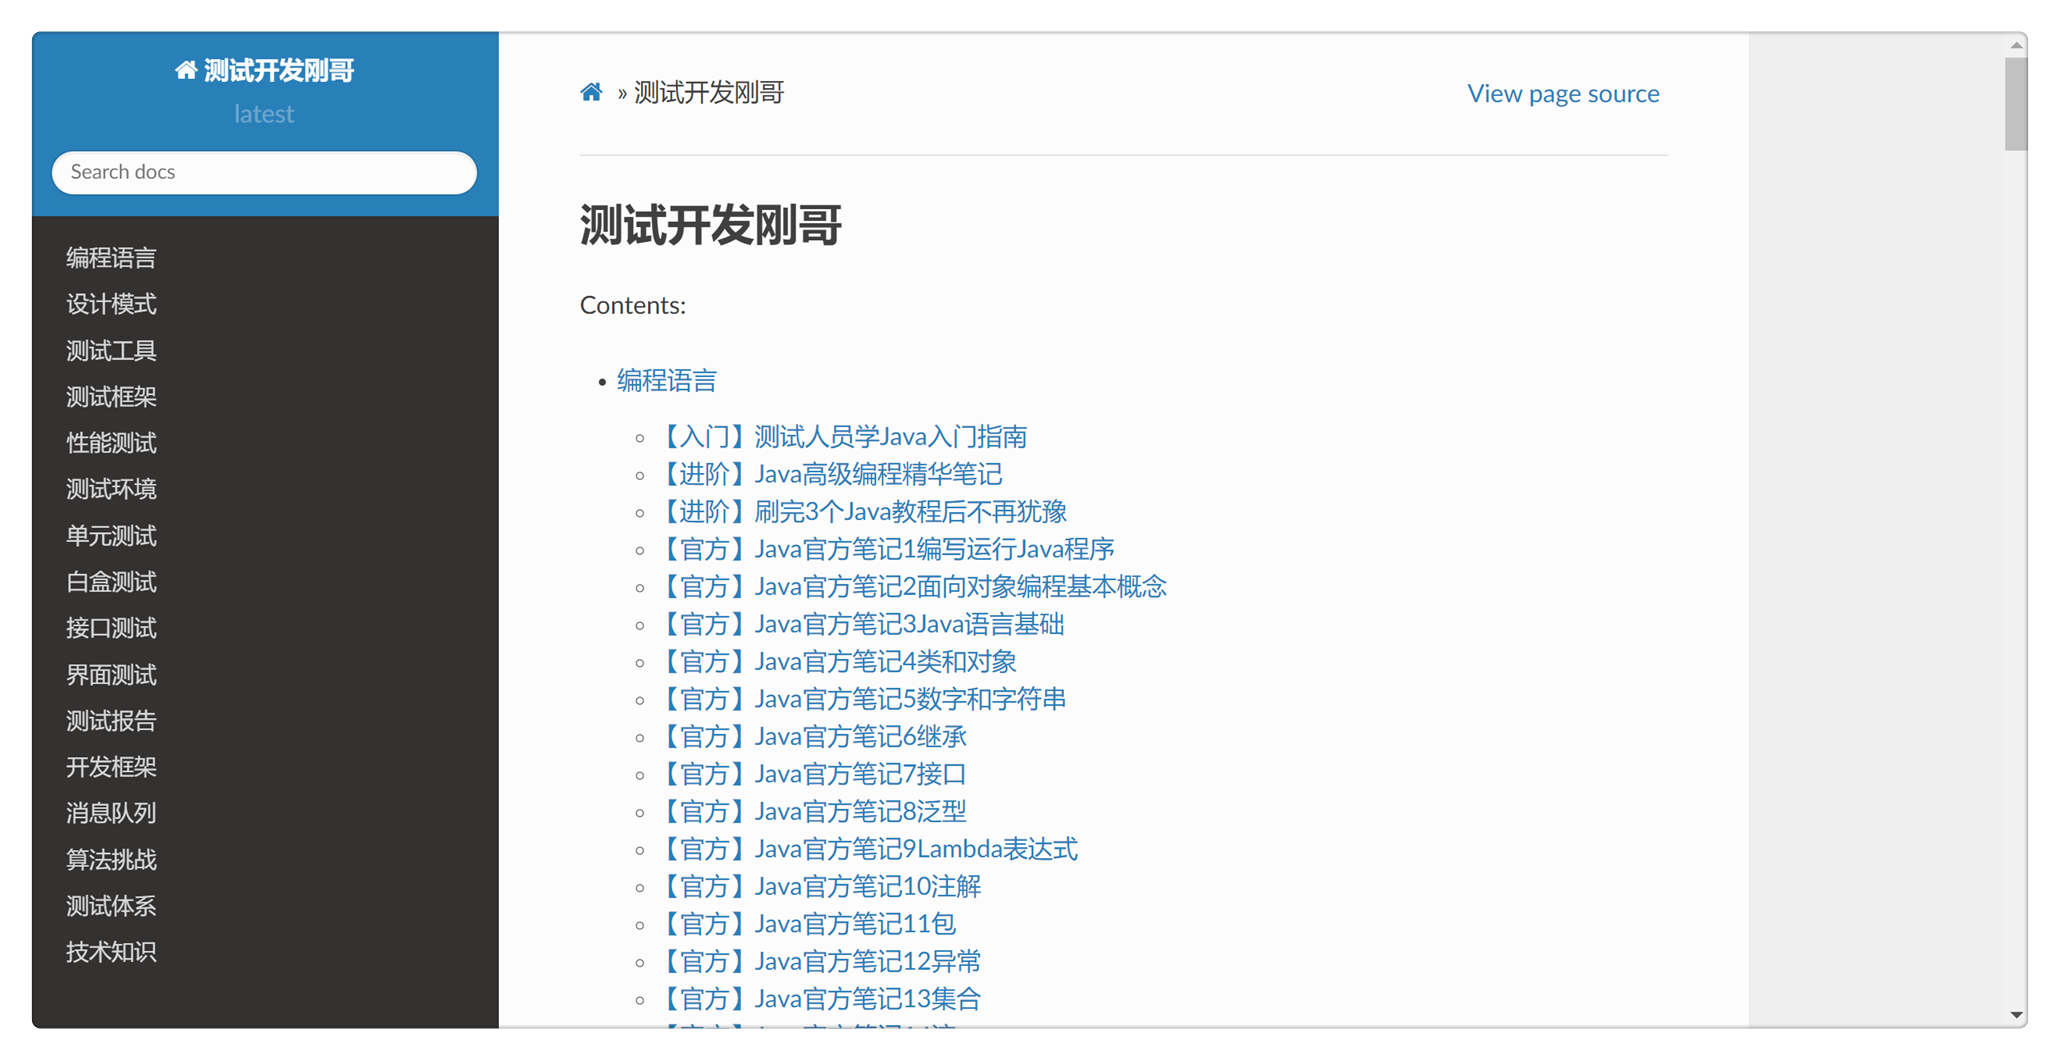 测试开发刚哥
latest
Search docs
编程语言
设计模式
测试工具
测试框架
性能测试
测试环境
单元测试
白盒测试
接口测试
界面测试
测试报告
开发框架
消息队列
算法挑战
测试体系
技术知识
» 测试开发刚哥
View page source
测试开发刚哥
Contents:
• 编程语言
【入门】测试人员学Java入门指南
【进阶】Java高级编程精华笔记
【进阶】刷完3个Java教程后不再犹豫
【官方】Java官方笔记1编写运行Java程序
【官方】Java官方笔记2面向对象编程基本概念
【官方】Java官方笔记3Java语言基础
【官方】Java官方笔记4类和对象
【官方】Java官方笔记5数字和字符串
【官方】Java官方笔记6继承
【官方】Java官方笔记7接口
【官方】Java官方笔记8泛型
【官方】Java官方笔记9Lambda表达式
【官方】Java官方笔记10注解
【官方】Java官方笔记11包
【官方】Java官方笔记12异常
【官方】Java官方笔记13集合